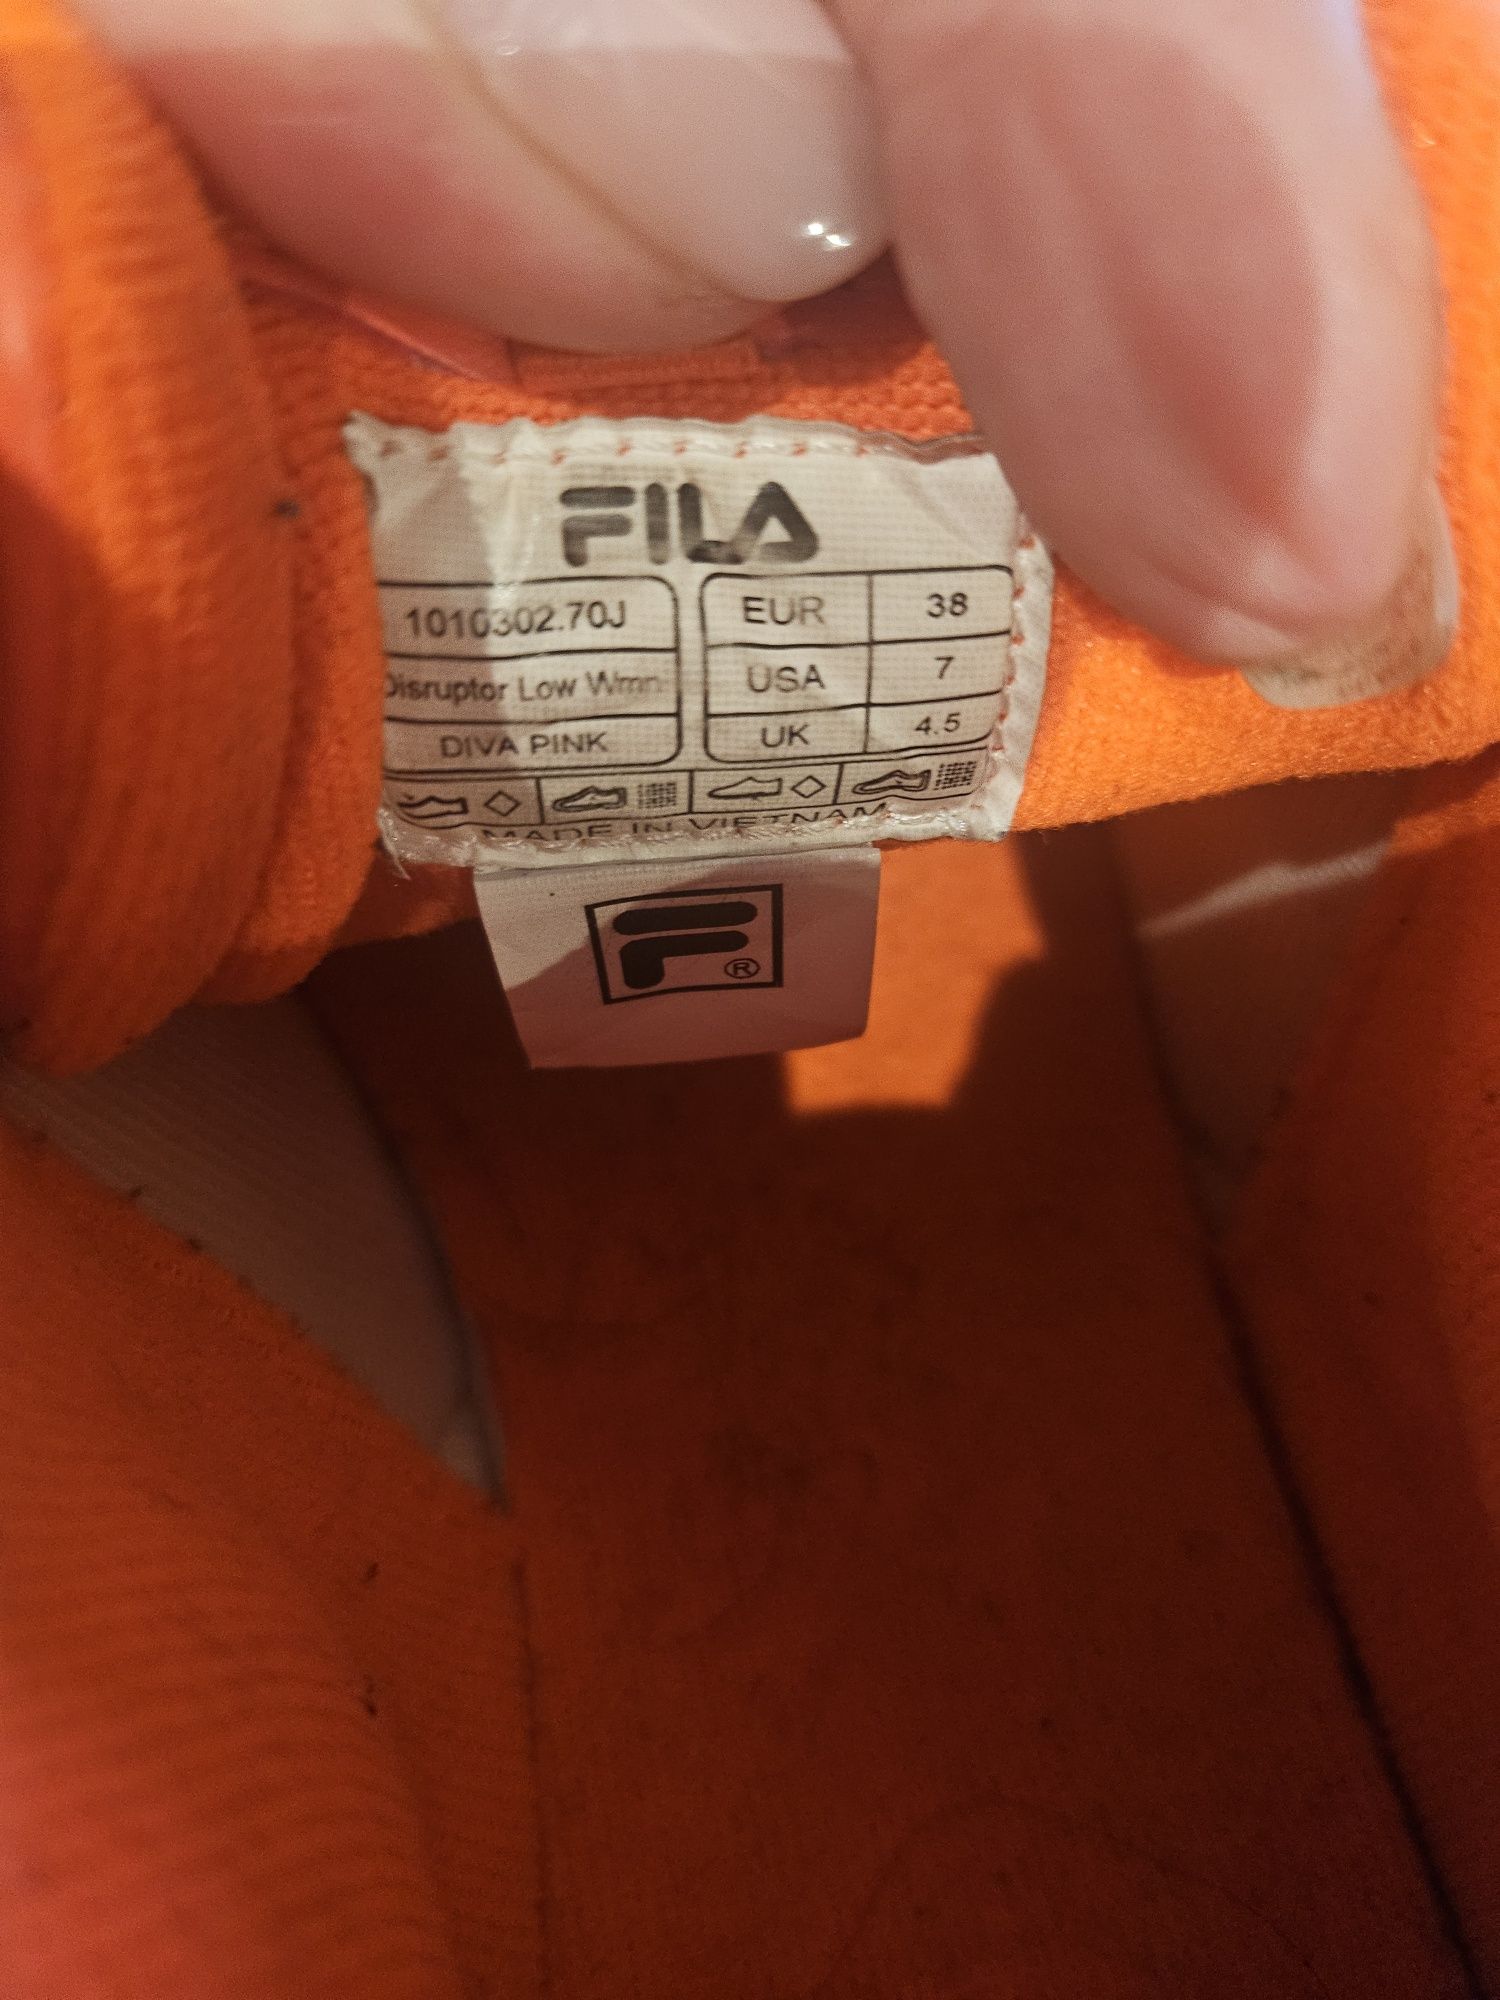 FILA
1010302.70J
Disruptor Low Wmn
DIVA PINK
EUR 38
USA 7
UK 4.5
MADE IN VIETNAM
F ®